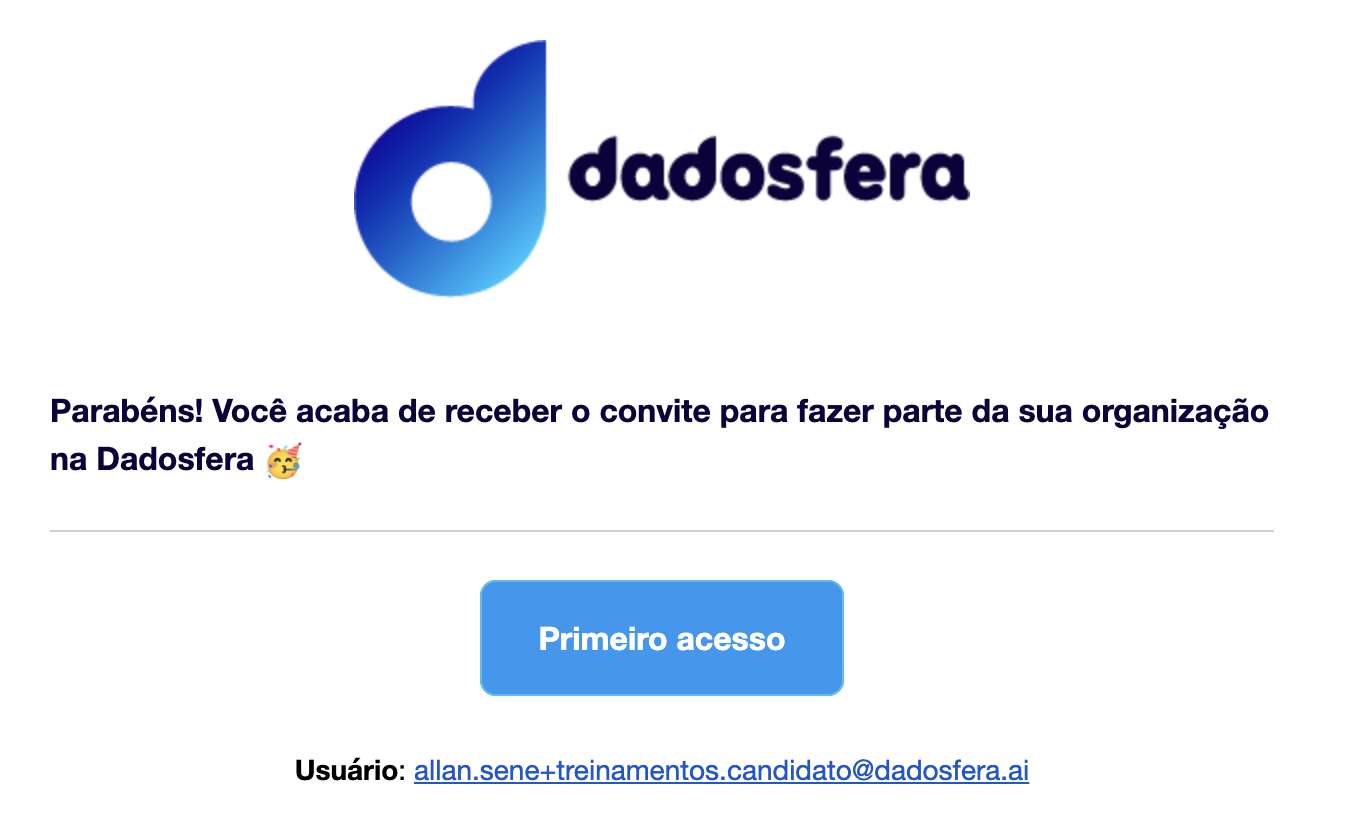 dadosfera
Parabéns! Você acaba de receber o convite para fazer parte da sua organização
na Dadosfera 🥳
Primeiro acesso
Usuário: allan.sene+treinamentos.candidato@dadosfera.ai